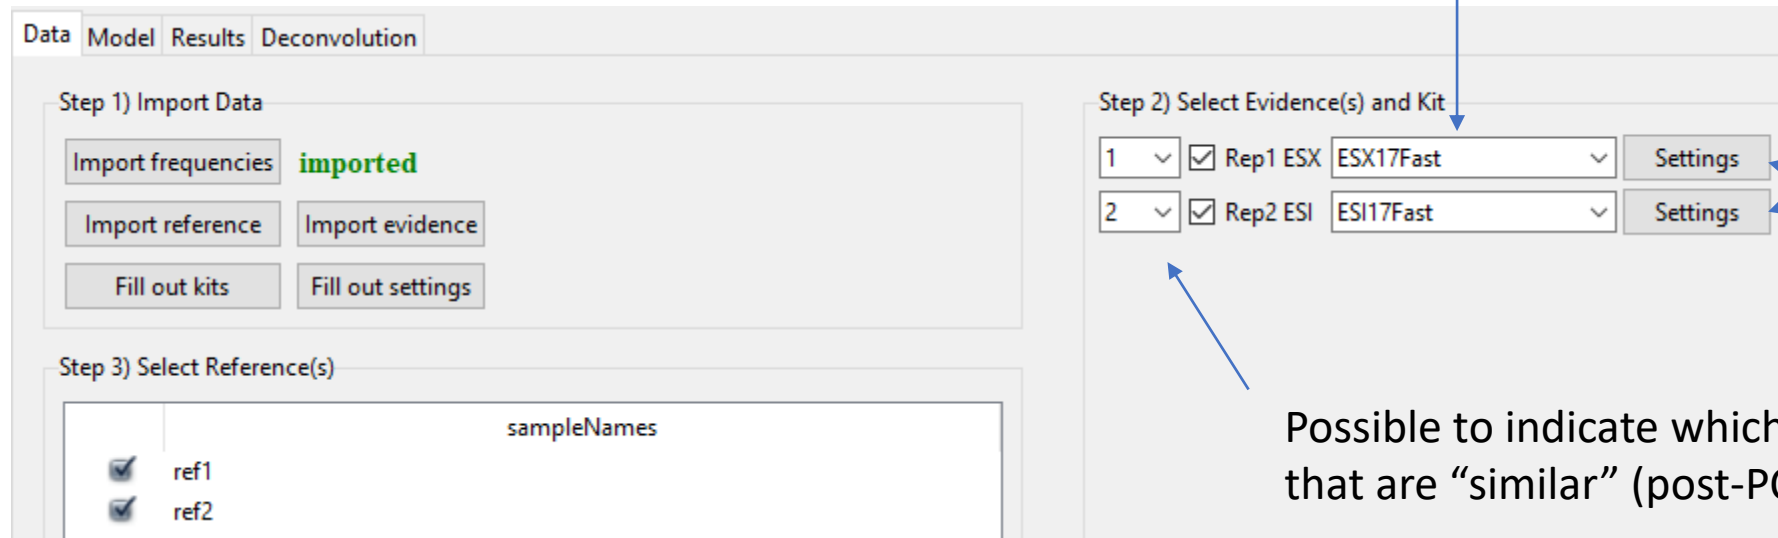 Data Model Results Deconvolution
Step 1) Import Data
Import frequencies imported
Import reference Import evidence
Fill out kits Fill out settings
Step 2) Select Evidence(s) and Kit
1 Rep1 ESX ESX17Fast Settings
2 Rep2 ESI ESI17Fast Settings
Step 3) Select Reference(s)
sampleNames
ref1
ref2
Possible to indicate which
that are “similar” (post-PC